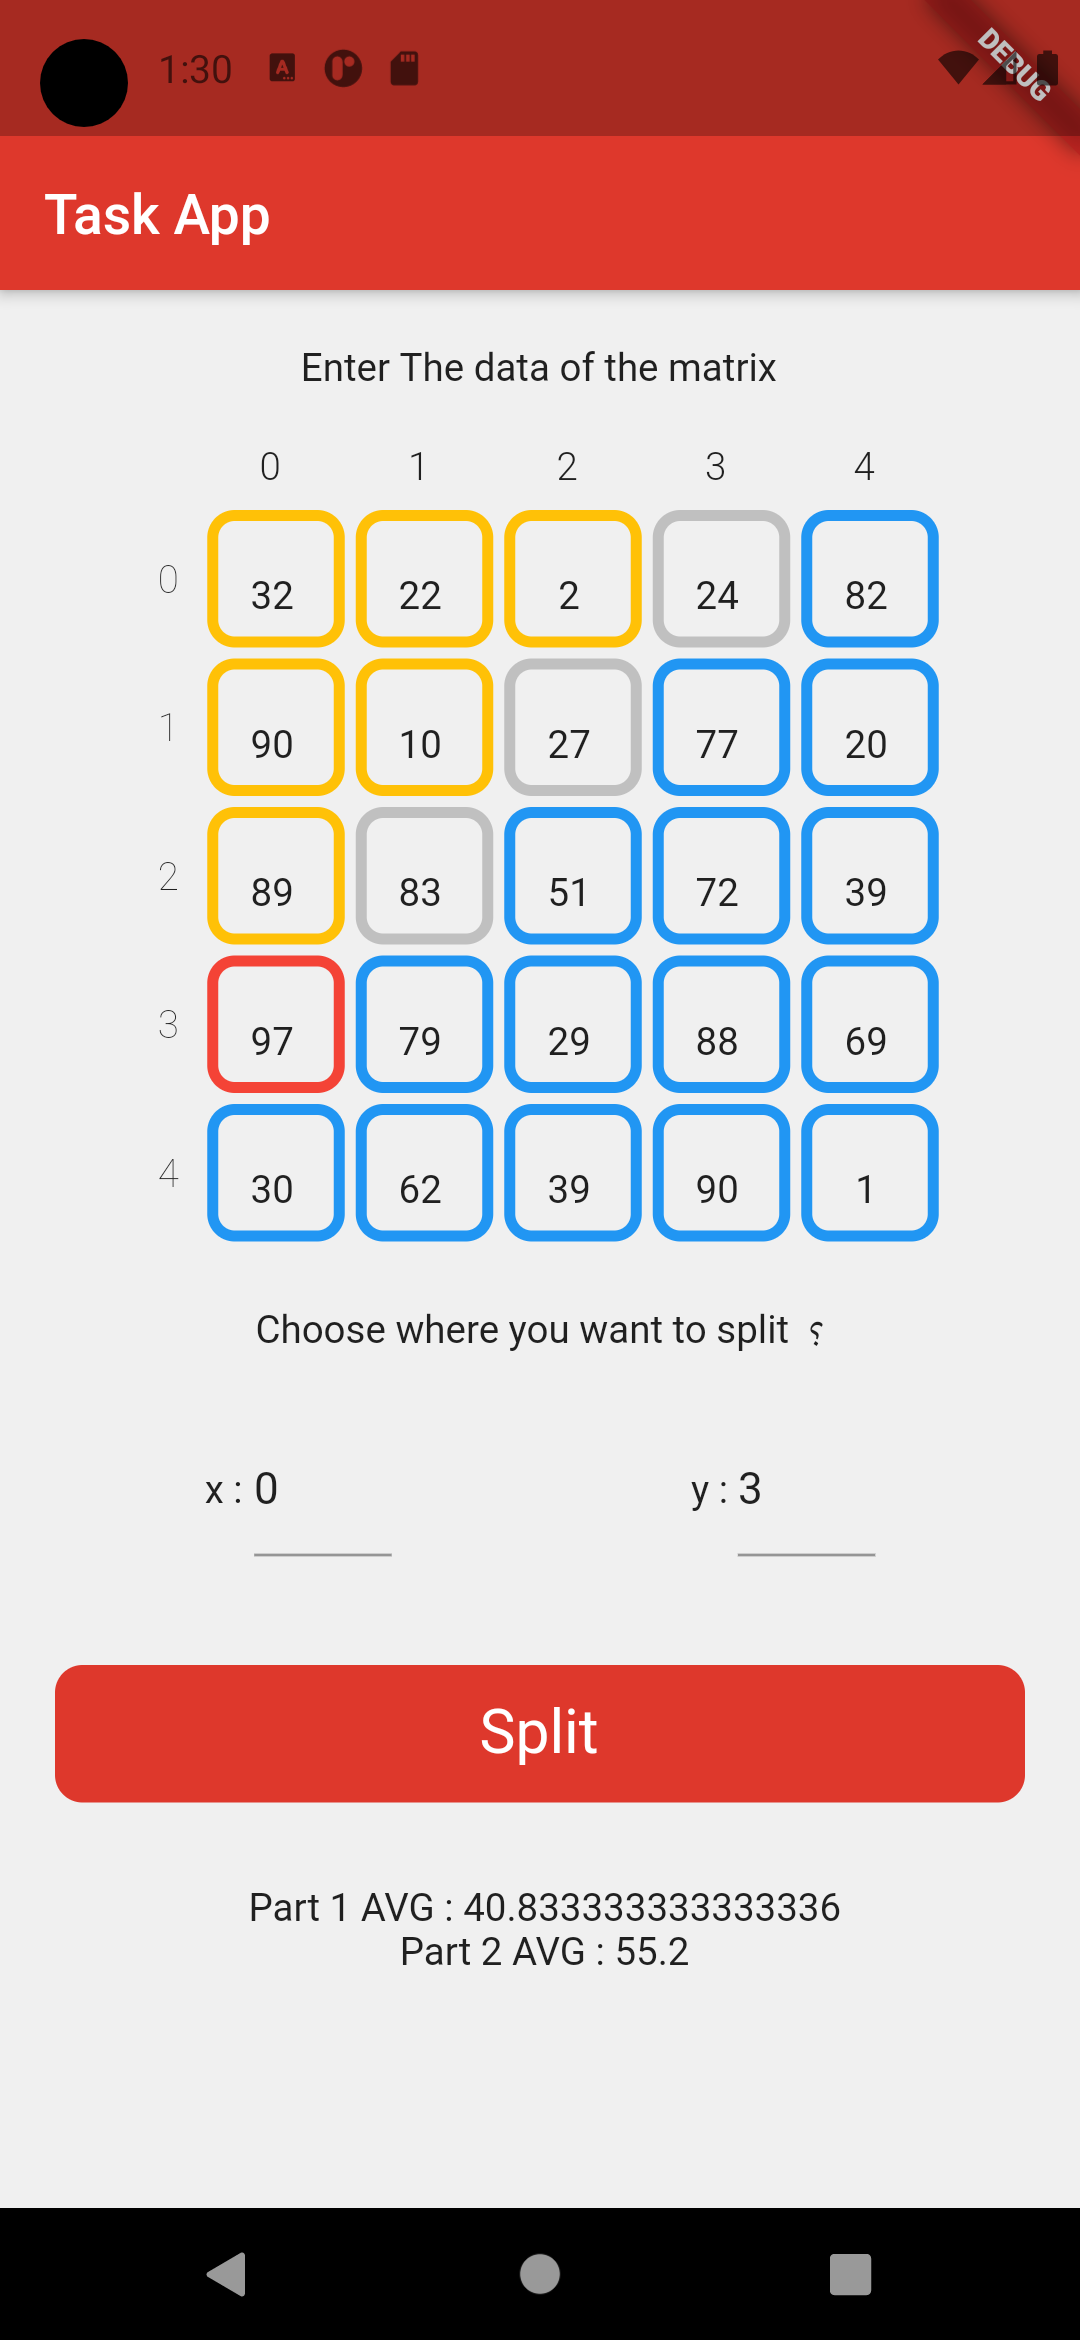 1:30
DEBUG
Task App
Enter The data of the matrix
0 1 2 3 4
0 32 22 2 24 82
1 90 10 27 77 20
2 89 83 51 72 39
3 97 79 29 88 69
4 30 62 39 90 1
Choose where you want to split ؟
x : 0 y : 3
Split
Part 1 AVG : 40.833333333333336
Part 2 AVG : 55.2